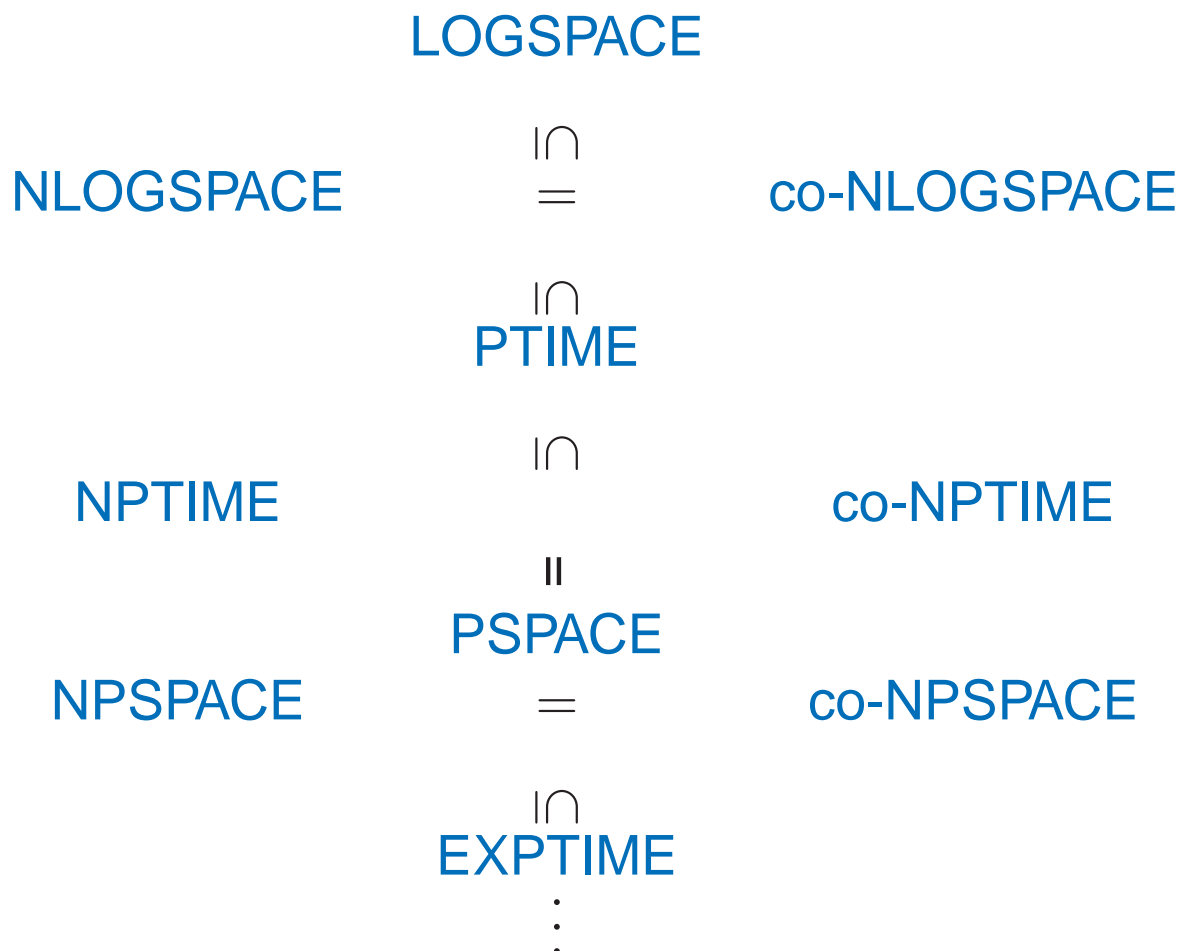 LOGSPACE
|∩
NLOGSPACE = co-NLOGSPACE
|∩
PTIME
|∩
NPTIME co-NPTIME
||
PSPACE
NPSPACE = co-NPSPACE
|∩
EXPTIME
⋮